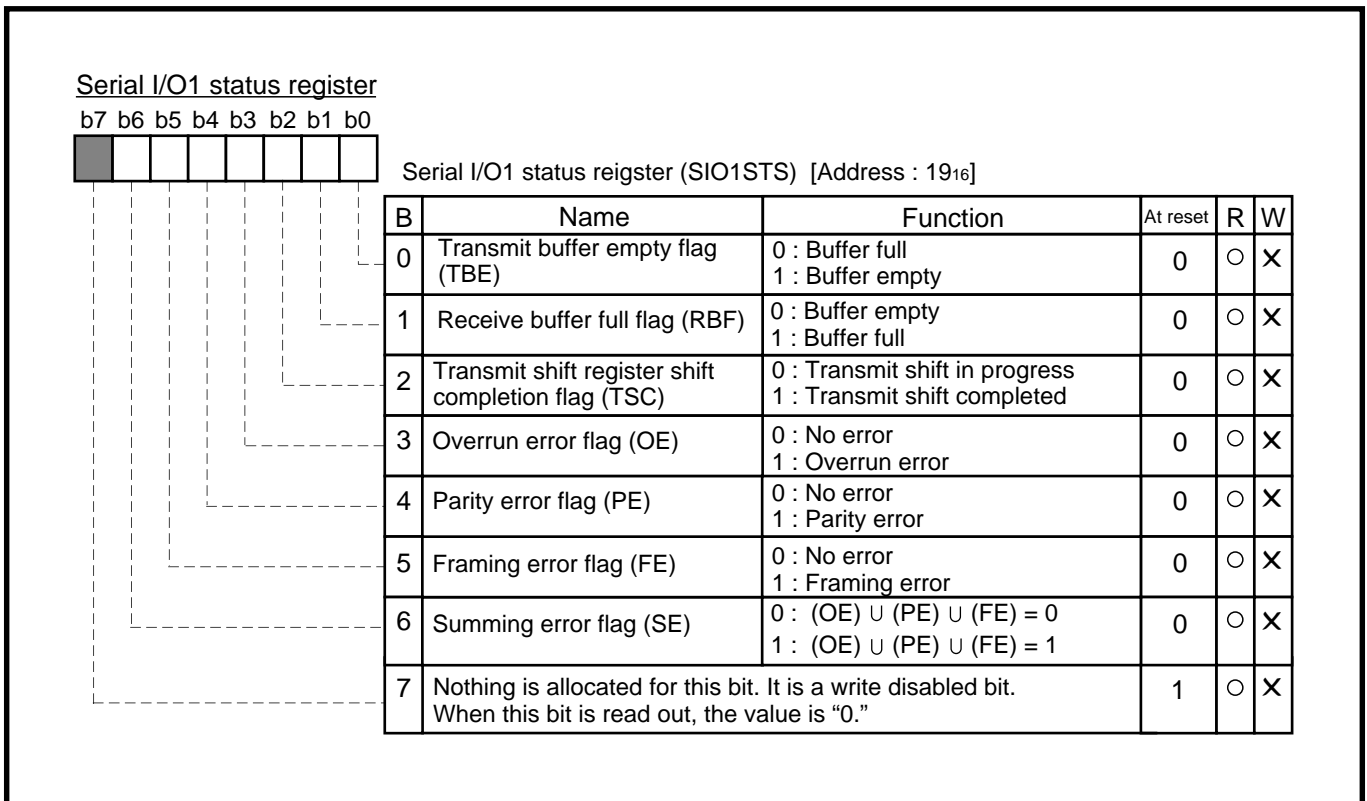 Serial I/O1 status register
b7 b6 b5 b4 b3 b2 b1 b0
Serial I/O1 status reigster (SIO1STS) [Address : 1916]
B Name Function At reset R W
0 Transmit buffer empty flag (TBE) 0 : Buffer full 1 : Buffer empty 0 ○ ×
1 Receive buffer full flag (RBF) 0 : Buffer empty 1 : Buffer full 0 ○ ×
2 Transmit shift register shift completion flag (TSC) 0 : Transmit shift in progress 1 : Transmit shift completed 0 ○ ×
3 Overrun error flag (OE) 0 : No error 1 : Overrun error 0 ○ ×
4 Parity error flag (PE) 0 : No error 1 : Parity error 0 ○ ×
5 Framing error flag (FE) 0 : No error 1 : Framing error 0 ○ ×
6 Summing error flag (SE) 0 : (OE) ∪ (PE) ∪ (FE) = 0 1 : (OE) ∪ (PE) ∪ (FE) = 1 0 ○ ×
7 Nothing is allocated for this bit. It is a write disabled bit. When this bit is read out, the value is “0.” 1 ○ ×